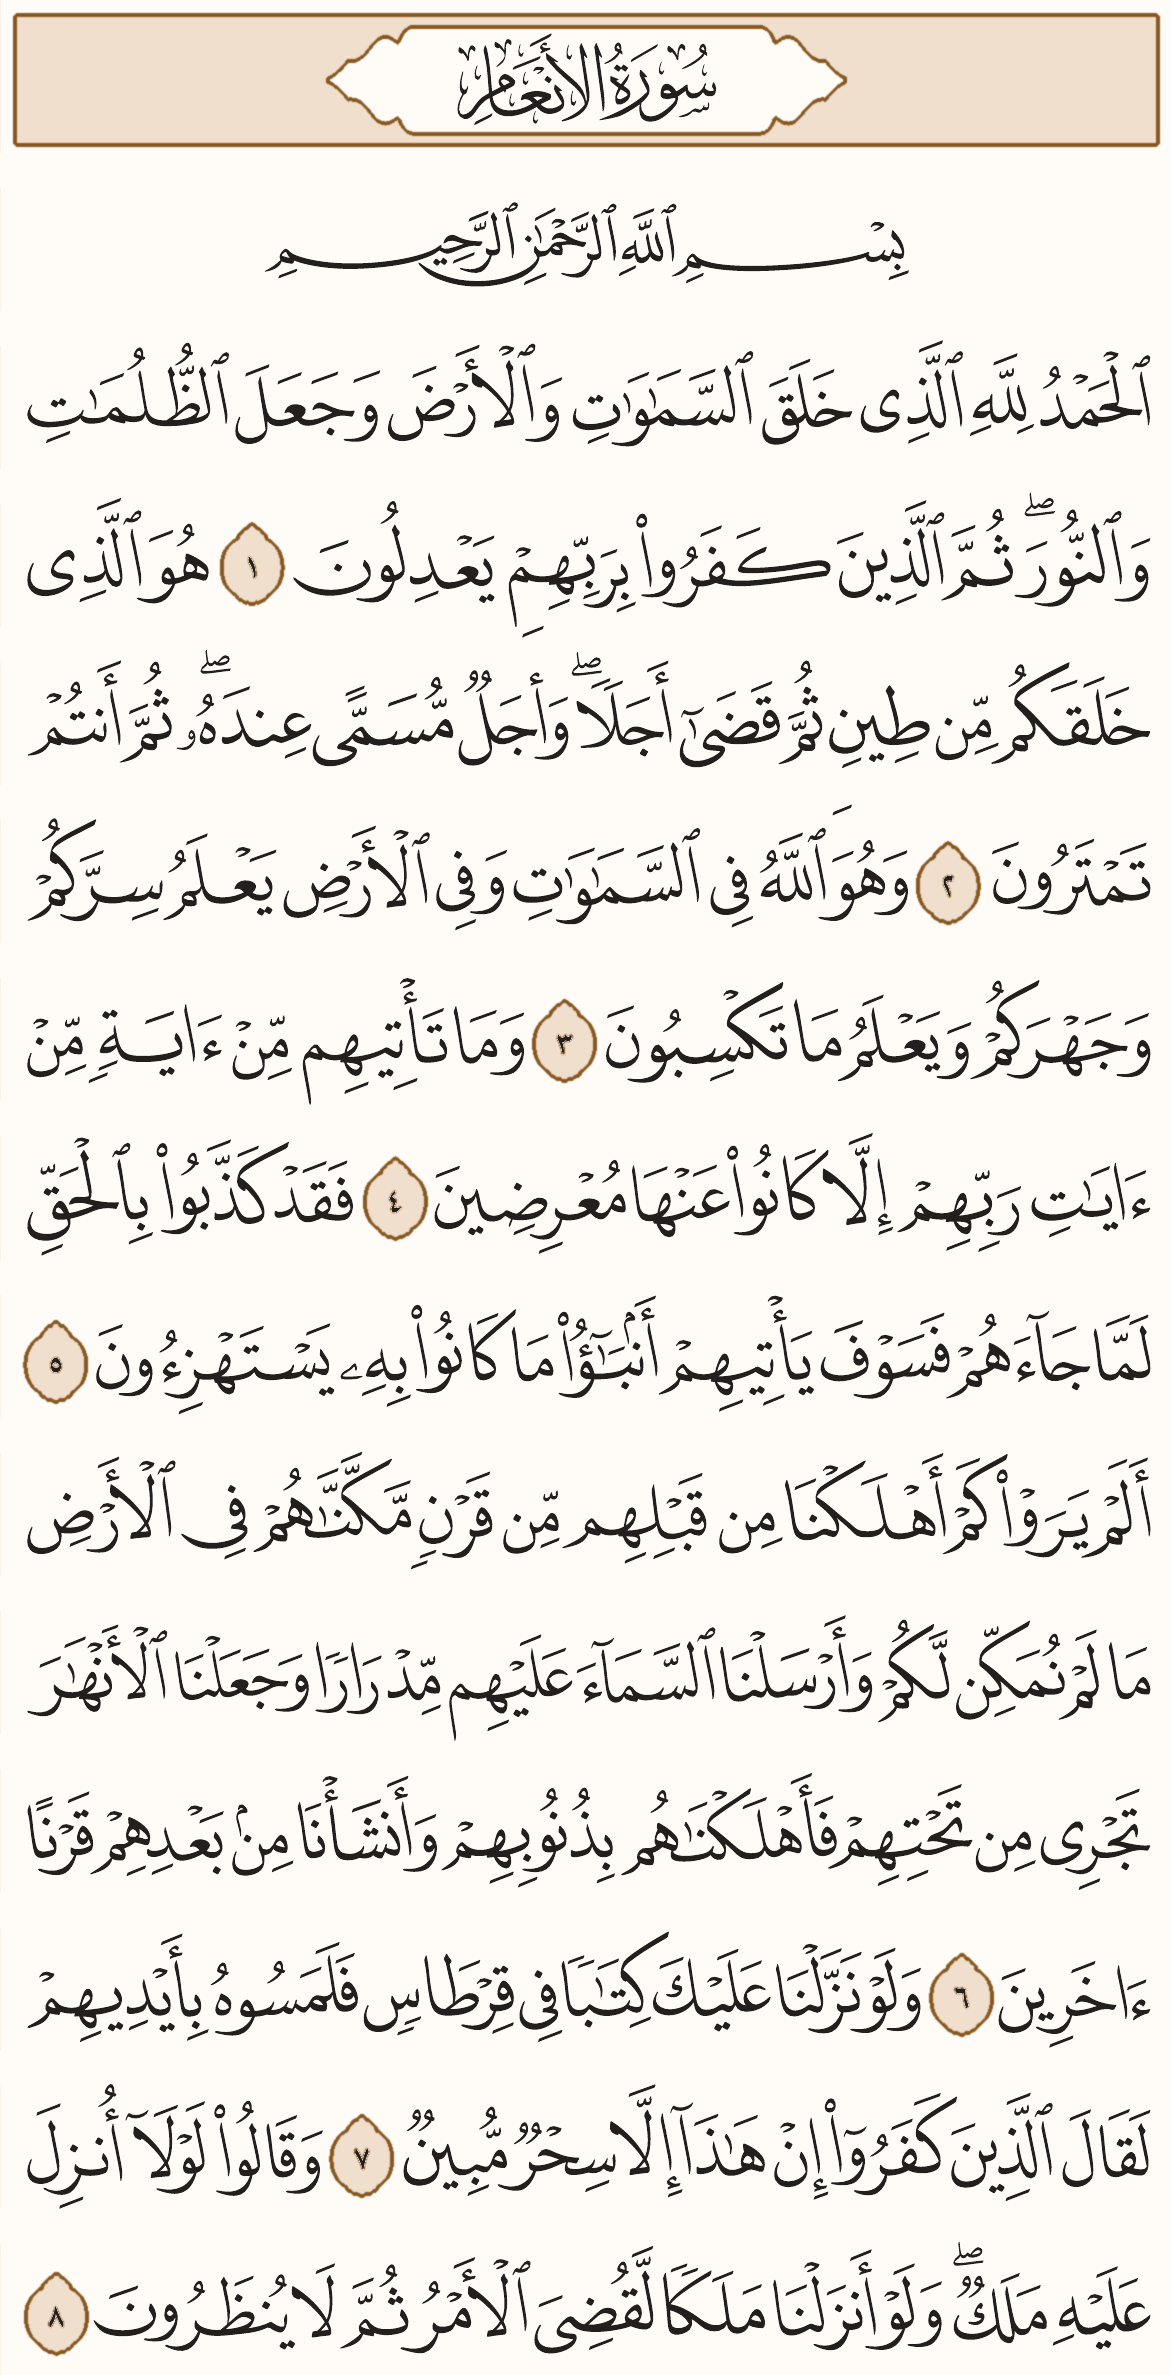 سُورَةُ الأَنْعَامِ
بِسْمِ ٱللَّهِ ٱلرَّحْمَٰنِ ٱلرَّحِيمِ
ٱلْحَمْدُ لِلَّهِ ٱلَّذِى خَلَقَ ٱلسَّمَٰوَٰتِ وَٱلْأَرْضَ وَجَعَلَ ٱلظُّلُمَٰتِ
وَٱلنُّورَ ۖ ثُمَّ ٱلَّذِينَ كَفَرُوا۟ بِرَبِّهِمْ يَعْدِلُونَ ١ هُوَ ٱلَّذِى
خَلَقَكُم مِّن طِينٍ ثُمَّ قَضَىٰٓ أَجَلًا ۖ وَأَجَلٌ مُّسَمًّى عِندَهُۥ ۖ ثُمَّ أَنتُمْ
تَمْتَرُونَ ٢ وَهُوَ ٱللَّهُ فِى ٱلسَّمَٰوَٰتِ وَفِى ٱلْأَرْضِ يَعْلَمُ سِرَّكُمْ
وَجَهْرَكُمْ وَيَعْلَمُ مَا تَكْسِبُونَ ٣ وَمَا تَأْتِيهِم مِّنْ ءَايَةٍ مِّنْ
ءَايَٰتِ رَبِّهِمْ إِلَّا كَانُوا۟ عَنْهَا مُعْرِضِينَ ٤ فَقَدْ كَذَّبُوا۟ بِٱلْحَقِّ
لَمَّا جَآءَهُمْ فَسَوْفَ يَأْتِيهِمْ أَنۢبَٰٓؤُا۟ مَا كَانُوا۟ بِهِۦ يَسْتَهْزِءُونَ ٥
أَلَمْ يَرَوْا۟ كَمْ أَهْلَكْنَا مِن قَبْلِهِم مِّن قَرْنٍ مَّكَّنَّٰهُمْ فِى ٱلْأَرْضِ
مَا لَمْ نُمَكِّن لَّكُمْ وَأَرْسَلْنَا ٱلسَّمَآءَ عَلَيْهِم مِّدْرَارًا وَجَعَلْنَا ٱلْأَنْهَٰرَ
تَجْرِى مِن تَحْتِهِمْ فَأَهْلَكْنَٰهُم بِذُنُوبِهِمْ وَأَنشَأْنَا مِنۢ بَعْدِهِمْ قَرْنًا
ءَاخَرِينَ ٦ وَلَوْ نَزَّلْنَا عَلَيْكَ كِتَٰبًا فِى قِرْطَاسٍ فَلَمَسُوهُ بِأَيْدِيهِمْ
لَقَالَ ٱلَّذِينَ كَفَرُوٓا۟ إِنْ هَٰذَآ إِلَّا سِحْرٌ مُّبِينٌ ٧ وَقَالُوا۟ لَوْلَآ أُنزِلَ
عَلَيْهِ مَلَكٌ ۖ وَلَوْ أَنزَلْنَا مَلَكًا لَّقُضِىَ ٱلْأَمْرُ ثُمَّ لَا يُنظَرُونَ ٨